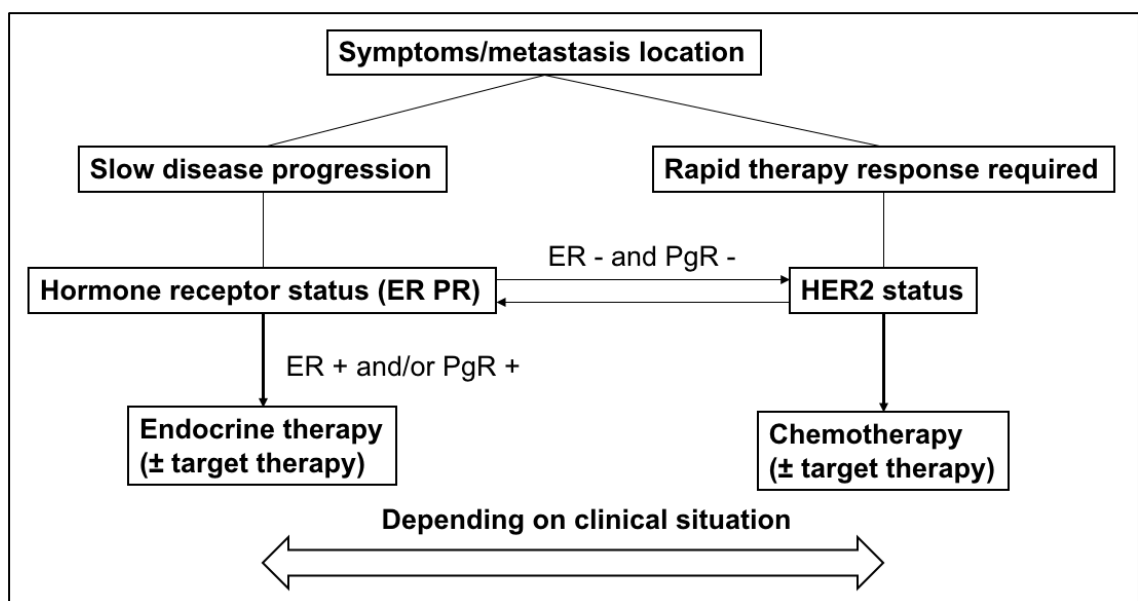 Symptoms/metastasis location
Slow disease progression
Rapid therapy response required
ER - and PgR -
Hormone receptor status (ER PR)
HER2 status
ER + and/or PgR +
Endocrine therapy
(± target therapy)
Chemotherapy
(± target therapy)
Depending on clinical situation